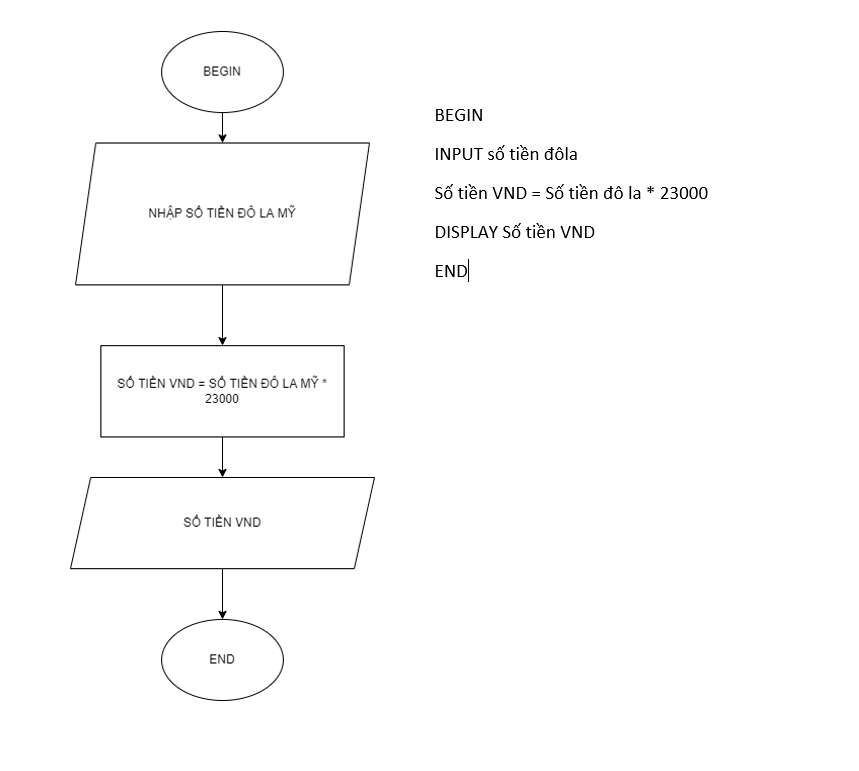 BEGIN
NHẬP SỐ TIỀN ĐÔ LA MỸ
SỐ TIỀN VND = SỐ TIỀN ĐÔ LA MỸ *
23000
SỐ TIỀN VND
END
BEGIN
INPUT số tiền đôla
Số tiền VND = Số tiền đô la * 23000
DISPLAY Số tiền VND
END